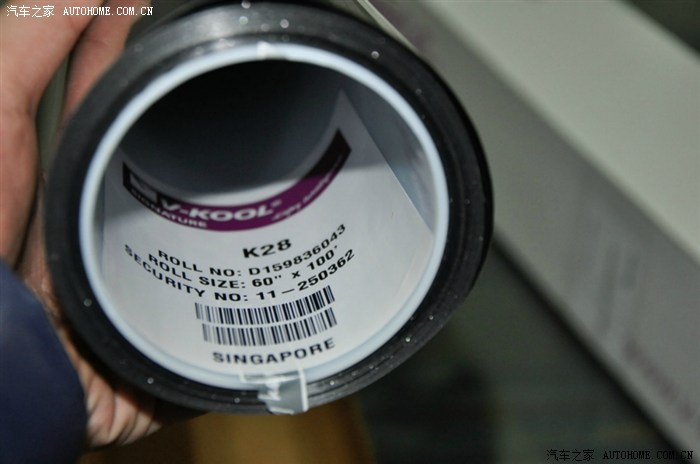 汽车之家 AUTOHOME.COM.CN
V-KOOL®
SIGNATURE
K28
ROLL NO: D159836043
ROLL SIZE: 60" X 100'
SECURITY NO: 11-250362
SINGAPORE
汽车之家 AUTOHOME.COM.CN